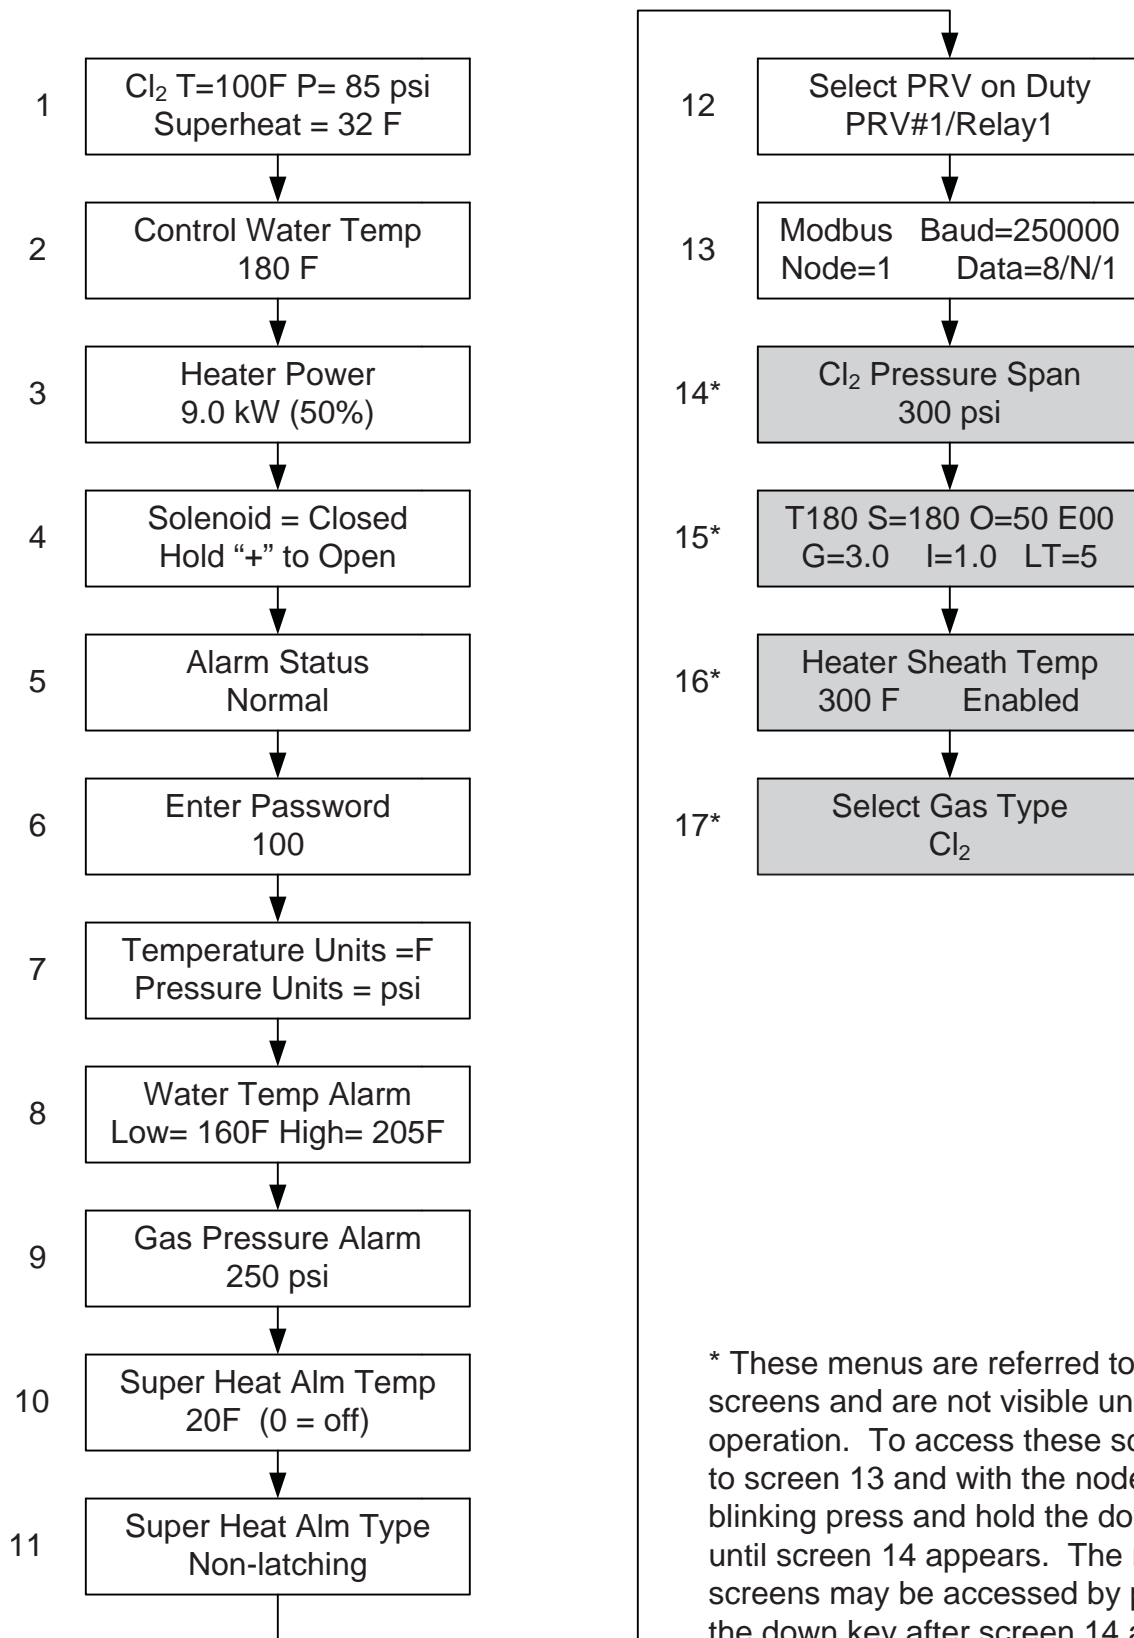 1
Cl₂ T=100F P= 85 psi
Superheat = 32 F
2
Control Water Temp
180 F
3
Heater Power
9.0 kW (50%)
4
Solenoid = Closed
Hold “+” to Open
5
Alarm Status
Normal
6
Enter Password
100
7
Temperature Units =F
Pressure Units = psi
8
Water Temp Alarm
Low= 160F High= 205F
9
Gas Pressure Alarm
250 psi
10
Super Heat Alm Temp
20F (0 = off)
11
Super Heat Alm Type
Non-latching
12
Select PRV on Duty
PRV#1/Relay1
13
Modbus Baud=250000
Node=1 Data=8/N/1
14*
Cl₂ Pressure Span
300 psi
15*
T180 S=180 O=50 E00
G=3.0 I=1.0 LT=5
16*
Heater Sheath Temp
300 F Enabled
17*
Select Gas Type
Cl₂
* These menus are referred to
screens and are not visible
operation. To access these
to screen 13 and with the node
blinking press and hold the
until screen 14 appears. The
screens may be accessed by
the down key after screen 14